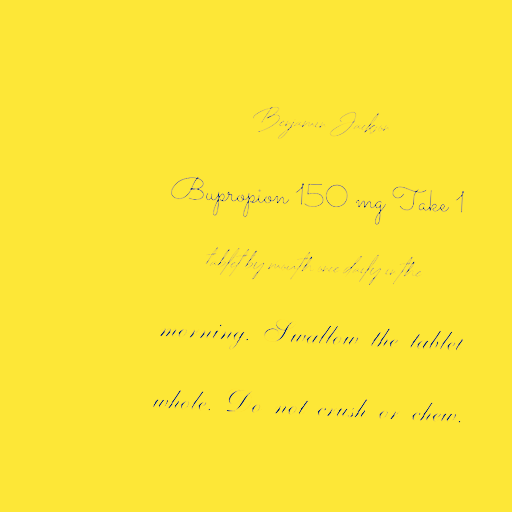 Benjamin Jackson
Bupropion 150 mg Take 1
tablet by mouth once daily in the
morning. Swallow the tablet
whole. Do not crush or chew.